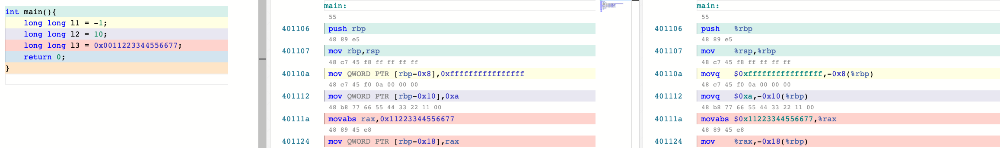 int main(){
    long long l1 = -1;
    long long l2 = 10;
    long long l3 = 0x0011223344556677;
    return 0;
}
main:
55
401106 push rbp
48 89 e5
401107 mov rbp,rsp
48 c7 45 f8 ff ff ff ff
40110a mov QWORD PTR [rbp-0x8],0xffffffffffffffff
48 c7 45 f0 0a 00 00 00
401112 mov QWORD PTR [rbp-0x10],0xa
48 b8 77 66 55 44 33 22 11 00
40111a movabs rax,0x11223344556677
48 89 45 e8
401124 mov QWORD PTR [rbp-0x18],rax
main:
55
401106 push   %rbp
48 89 e5
401107 mov    %rsp,%rbp
48 c7 45 f8 ff ff ff ff
40110a movq   $0xffffffffffffffff,-0x8(%rbp)
48 c7 45 f0 0a 00 00 00
401112 movq   $0xa,-0x10(%rbp)
48 b8 77 66 55 44 33 22 11 00
40111a movabs $0x11223344556677,%rax
48 89 45 e8
401124 mov    %rax,-0x18(%rbp)